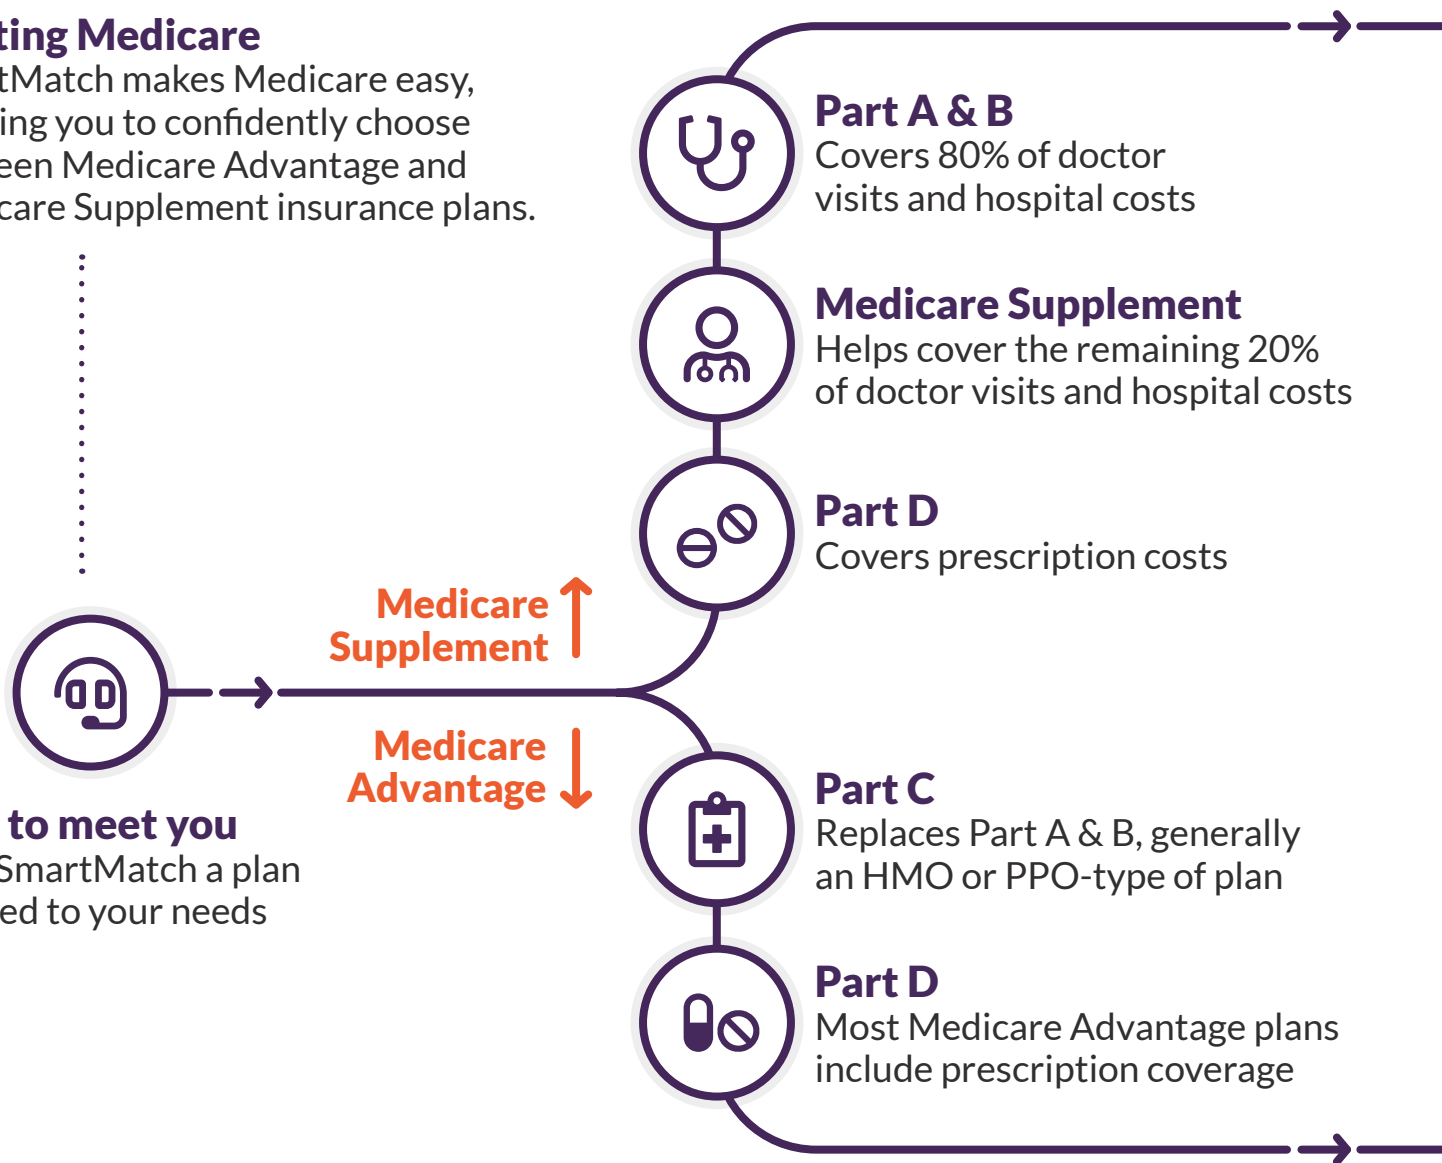 ting Medicare
tMatch makes Medicare easy,
ing you to confidently choose
een Medicare Advantage and
care Supplement insurance plans.
Part A & B
Covers 80% of doctor
visits and hospital costs
Medicare Supplement
Helps cover the remaining 20%
of doctor visits and hospital costs
Part D
Covers prescription costs
Medicare
Supplement
Medicare
Advantage
to meet you
SmartMatch a plan
ed to your needs
Part C
Replaces Part A & B, generally
an HMO or PPO-type of plan
Part D
Most Medicare Advantage plans
include prescription coverage